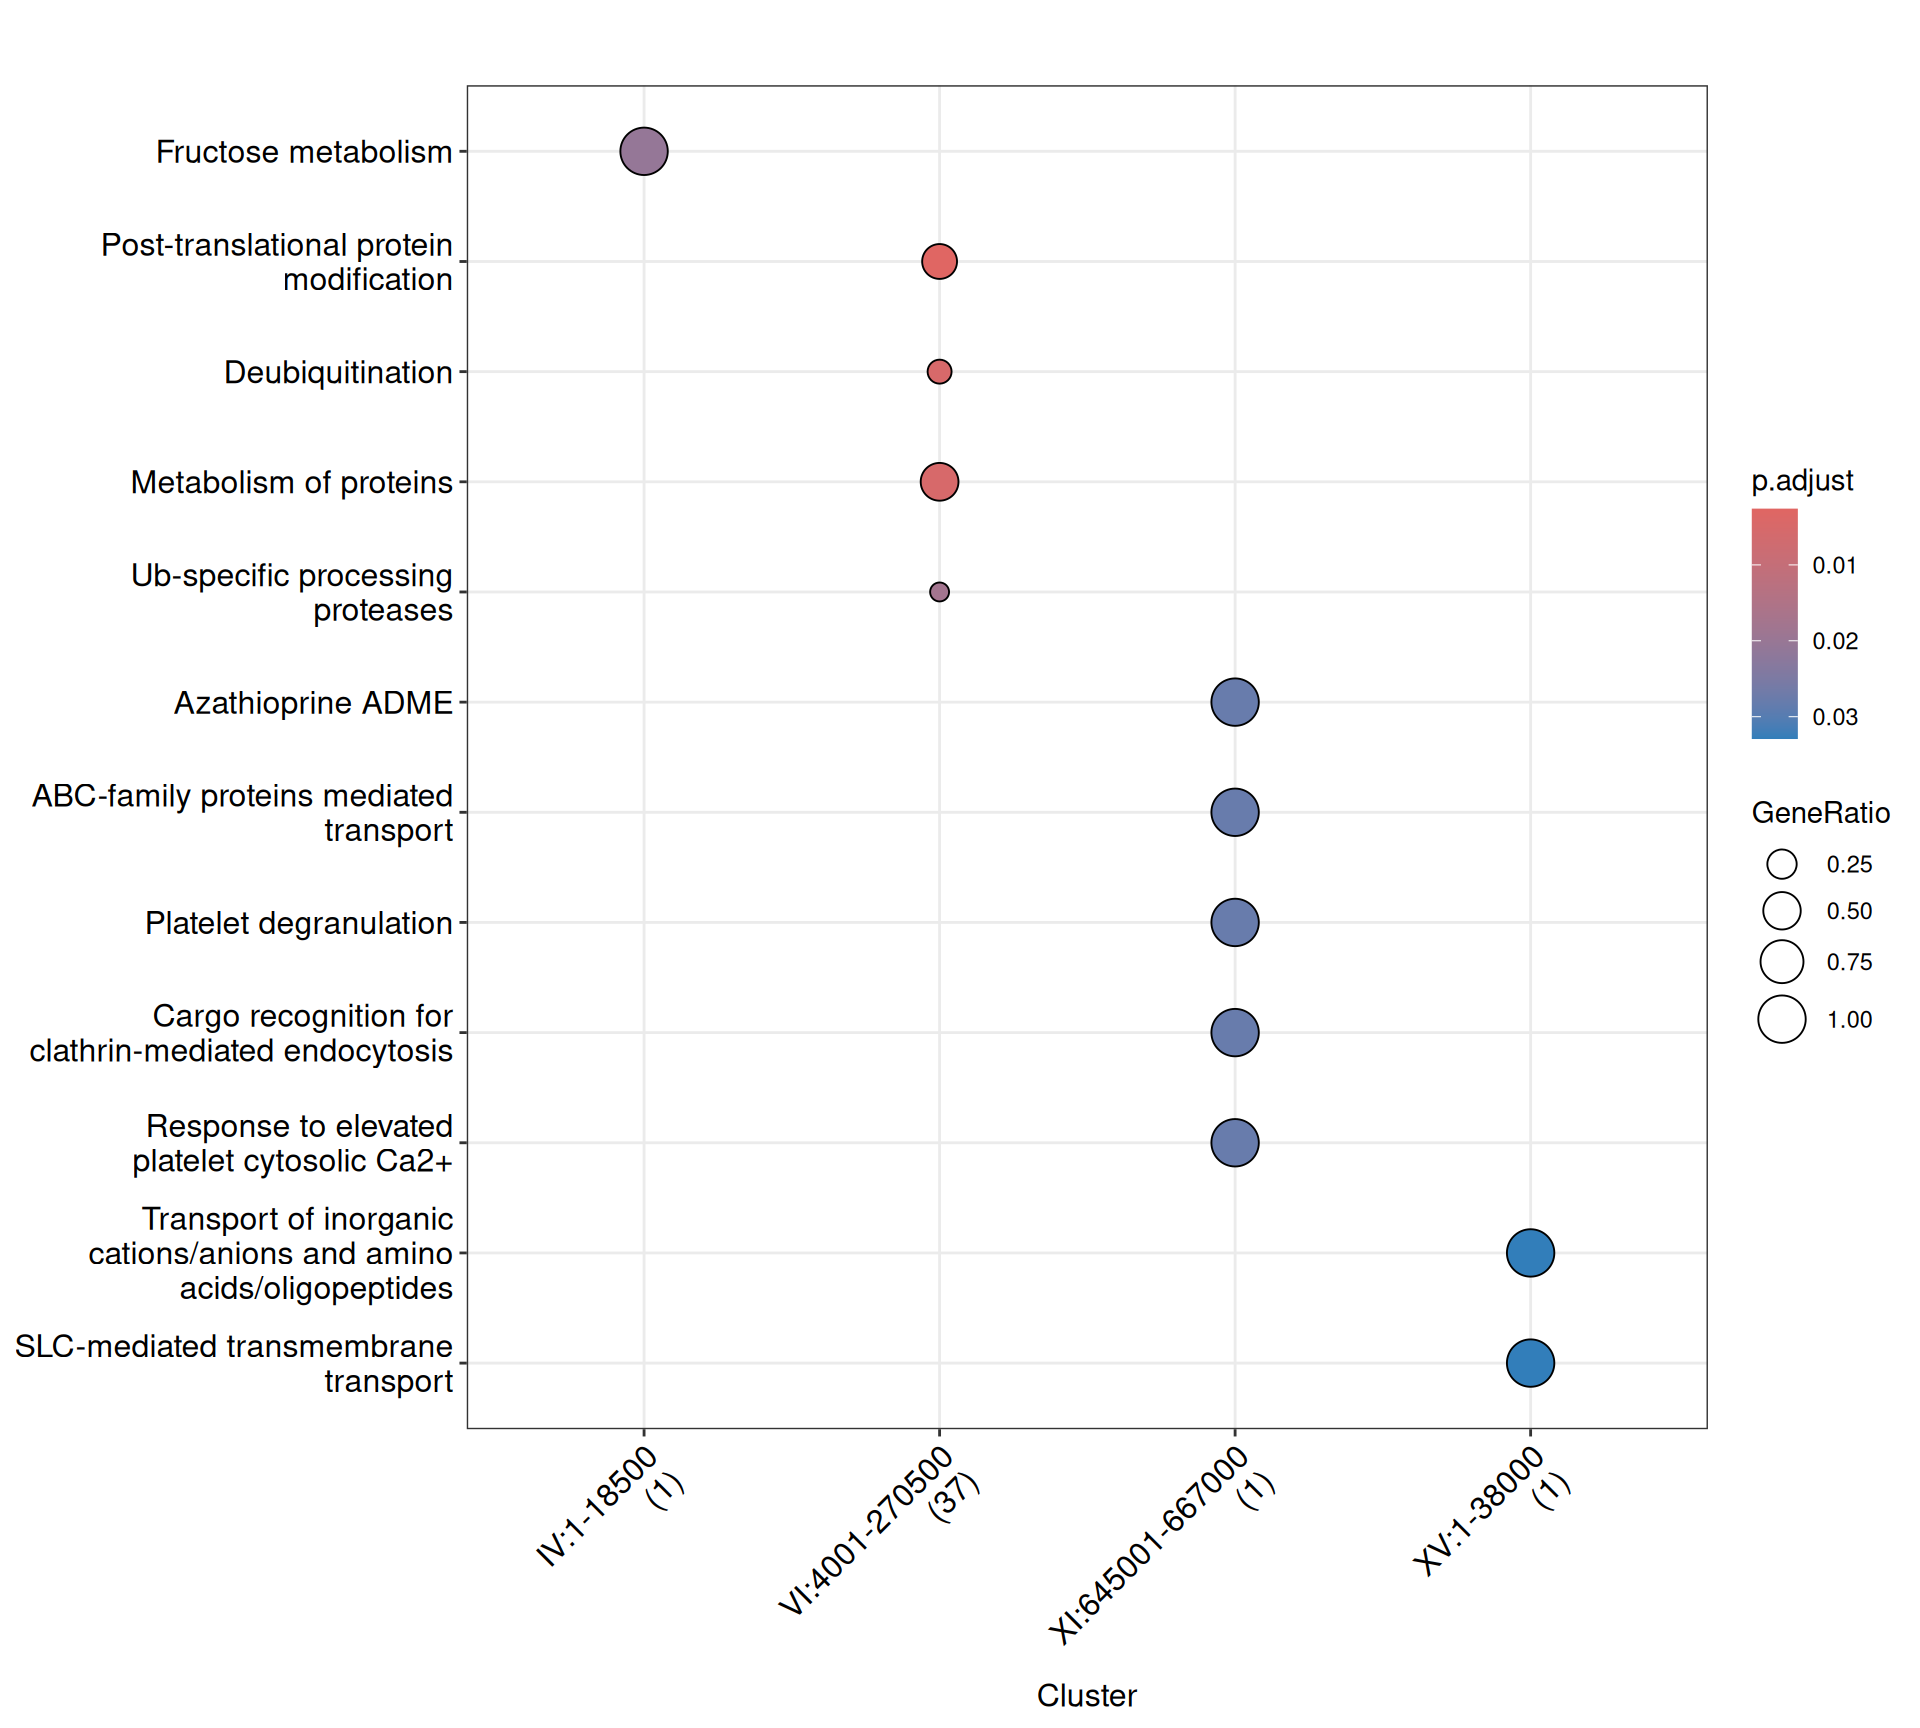 Fructose metabolism
Post-translational protein
modification
Deubiquitination
Metabolism of proteins
Ub-specific processing
proteases
Azathioprine ADME
ABC-family proteins mediated
transport
Platelet degranulation
Cargo recognition for
clathrin-mediated endocytosis
Response to elevated
platelet cytosolic Ca2+
Transport of inorganic
cations/anions and amino
acids/oligopeptides
SLC-mediated transmembrane
transport
IV:1-18500
(1)
VI:4001-270500
(37)
XI:645001-667000
(1)
XV:1-38000
(1)
Cluster
p.adjust
0.01
0.02
0.03
GeneRatio
0.25
0.50
0.75
1.00